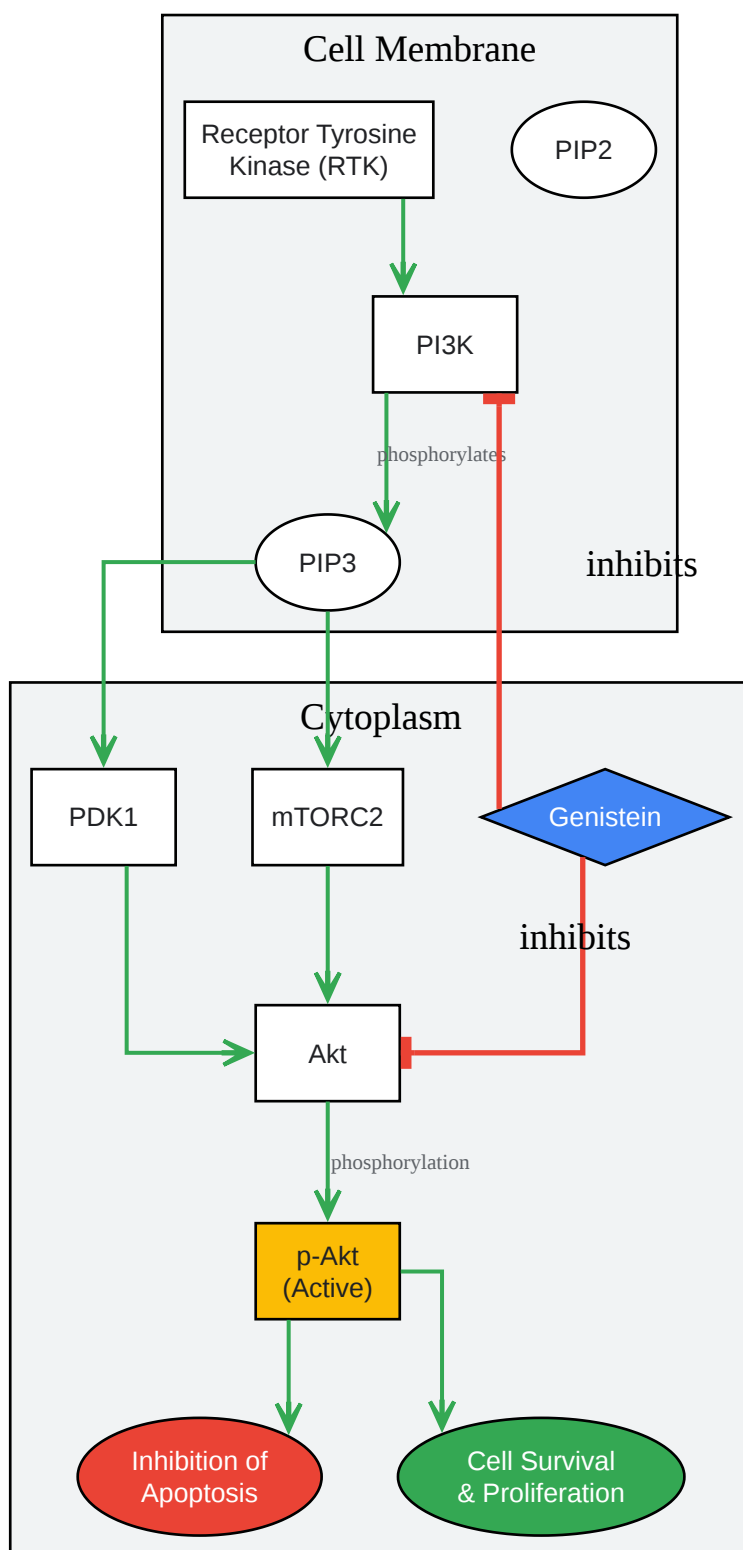 Cell Membrane
Receptor Tyrosine
Kinase (RTK)
PIP2
PI3K
phosphorylates
PIP3
inhibits
Cytoplasm
PDK1
mTORC2
Genistein
inhibits
Akt
phosphorylation
p-Akt
(Active)
Inhibition of
Apoptosis
Cell Survival
& Proliferation